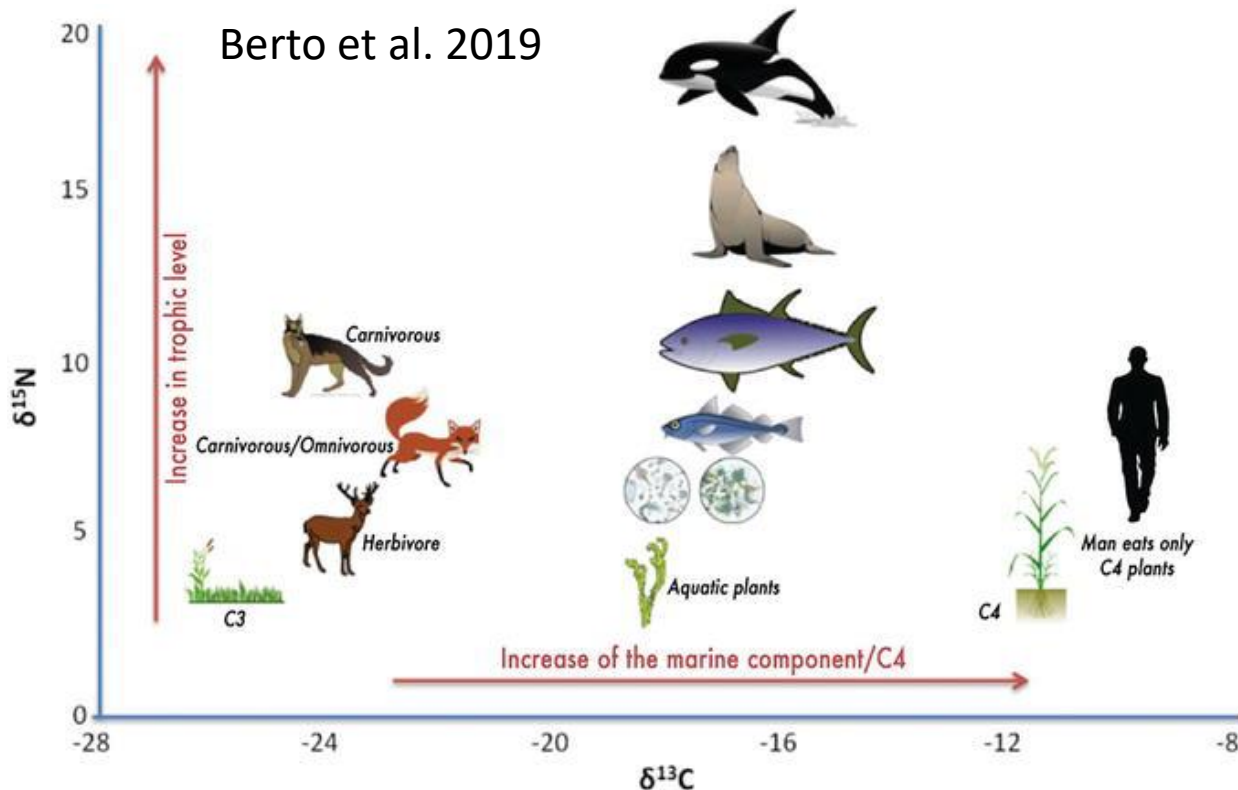 Berto et al. 2019
20
15
10
5
0
δ¹⁵N
Increase in trophic level
Carnivorous
Carnivorous/Omnivorous
Herbivore
C3
Aquatic plants
C4
Man eats only
C4 plants
Increase of the marine component/C4
-28
-24
-20
-16
-12
-8
δ¹³C